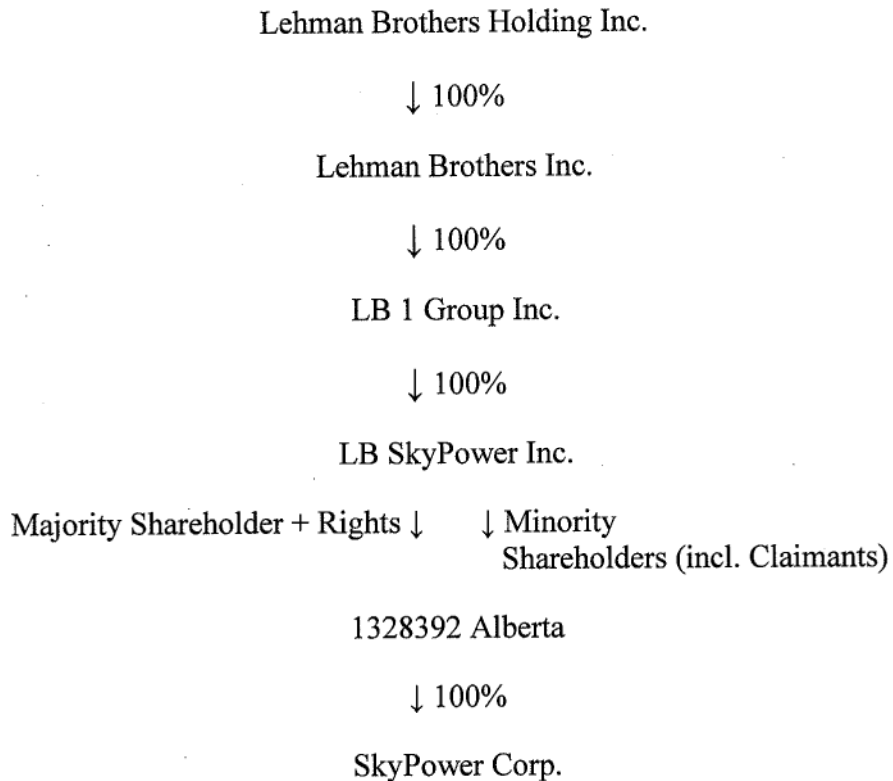 Lehman Brothers Holding Inc.
↓ 100%
Lehman Brothers Inc.
↓ 100%
LB 1 Group Inc.
↓ 100%
LB SkyPower Inc.
Majority Shareholder + Rights ↓ ↓ Minority
Shareholders (incl. Claimants)
1328392 Alberta
↓ 100%
SkyPower Corp.